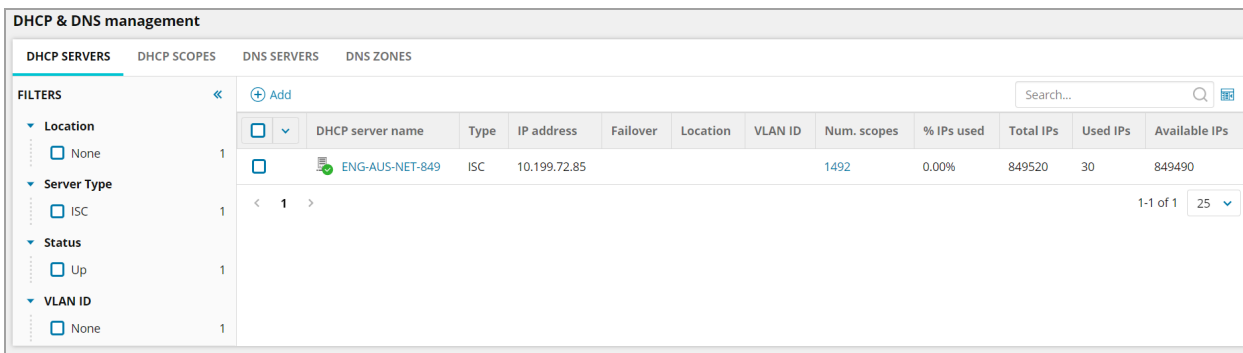 DHCP & DNS management
DHCP SERVERS DHCP SCOPES DNS SERVERS DNS ZONES
FILTERS «
Add
Search...
Location
None 1
Server Type
ISC 1
Status
Up 1
VLAN ID
None 1
DHCP server name Type IP address Failover Location VLAN ID Num. scopes % IPs used Total IPs Used IPs Available IPs
ENG-AUS-NET-849 ISC 10.199.72.85 1492 0.00% 849520 30 849490
< 1 > 1-1 of 1 25